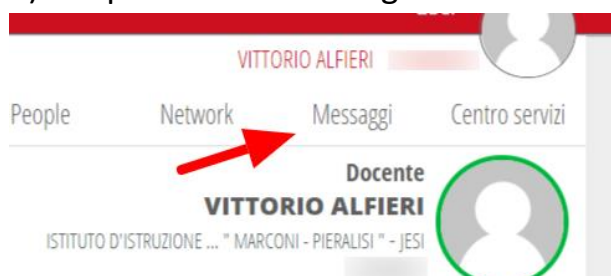 VITTORIO ALFIERI
People Network Messaggi Centro servizi
Docente
VITTORIO ALFIERI
ISTITUTO D'ISTRUZIONE ... " MARCONI - PIERALISI " - JESI